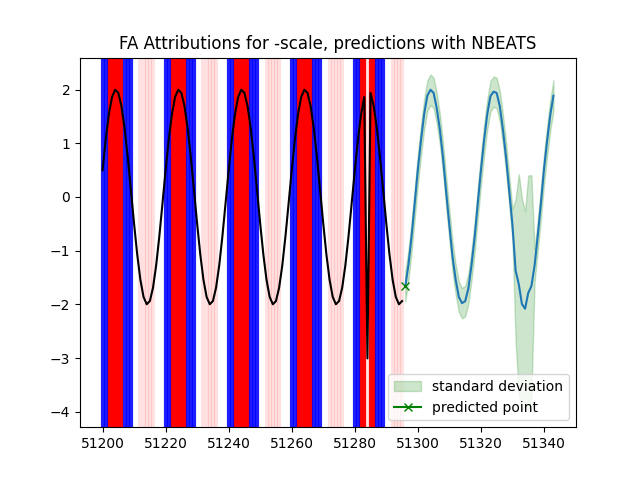 FA Attributions for -scale, predictions with NBEATS
2
1
0
−1
−2
−3
−4
standard deviation
predicted point
51200 51220 51240 51260 51280 51300 51320 51340